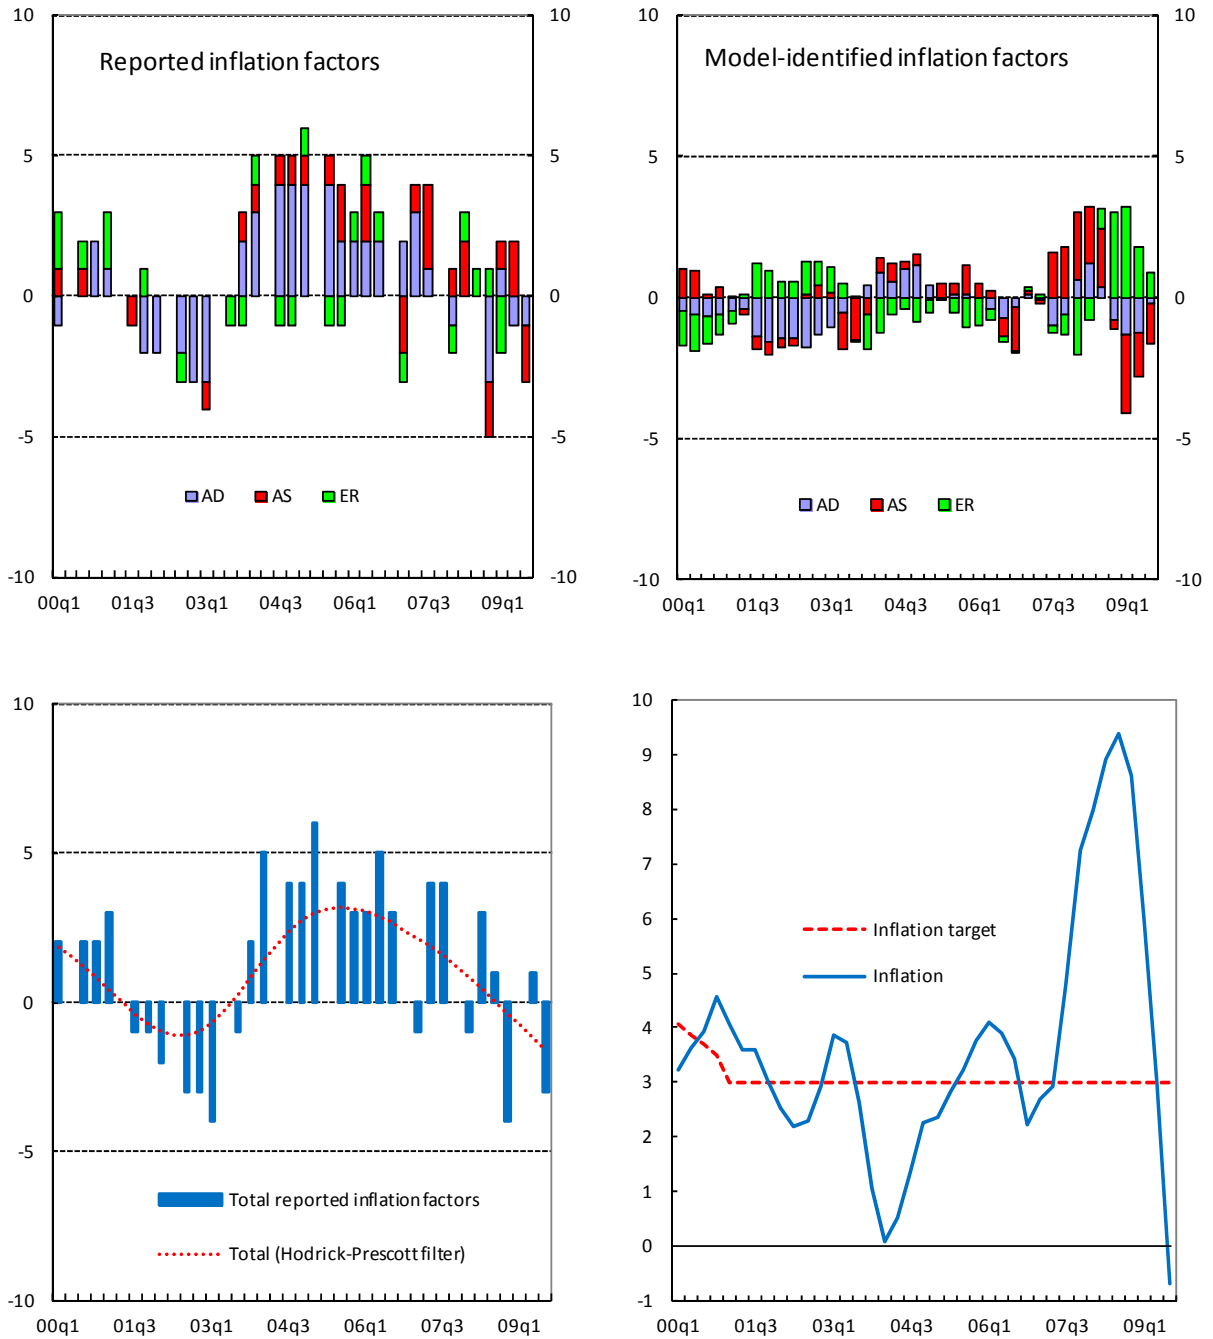 10 10 10 10
Reported inflation factors Model-identified inflation factors
5 5 5 5
0 0 0 0
-5 -5 -5 -5
AD AS ER AD AS ER
-10 -10 -10 -10
00q1 01q3 03q1 04q3 06q1 07q3 09q1 00q1 01q3 03q1 04q3 06q1 07q3 09q1
10
5
0
-5
Total reported inflation factors
Total (Hodrick-Prescott filter)
-10
00q1 01q3 03q1 04q3 06q1 07q3 09q1
10
9
8
7
6
Inflation target
5
Inflation
4
3
2
1
0
-1
00q1 01q3 03q1 04q3 06q1 07q3 09q1